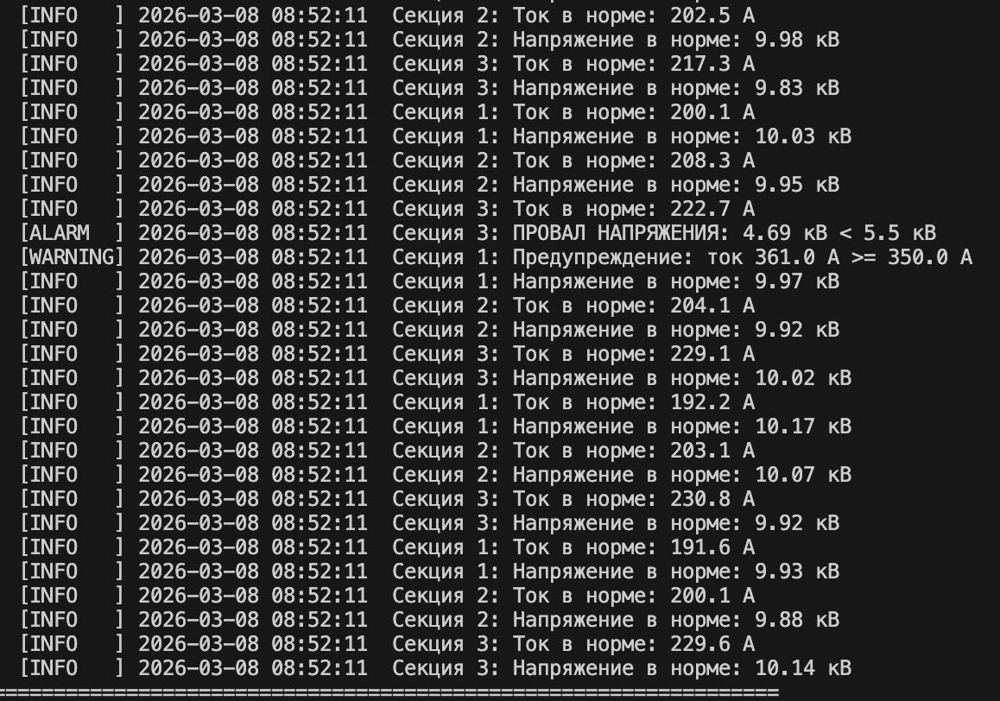 [INFO   ] 2026-03-08 08:52:11  Секция 2: Ток в норме: 202.5 А
[INFO   ] 2026-03-08 08:52:11  Секция 2: Напряжение в норме: 9.98 кВ
[INFO   ] 2026-03-08 08:52:11  Секция 3: Ток в норме: 217.3 А
[INFO   ] 2026-03-08 08:52:11  Секция 3: Напряжение в норме: 9.83 кВ
[INFO   ] 2026-03-08 08:52:11  Секция 1: Ток в норме: 200.1 А
[INFO   ] 2026-03-08 08:52:11  Секция 1: Напряжение в норме: 10.03 кВ
[INFO   ] 2026-03-08 08:52:11  Секция 2: Ток в норме: 208.3 А
[INFO   ] 2026-03-08 08:52:11  Секция 2: Напряжение в норме: 9.95 кВ
[INFO   ] 2026-03-08 08:52:11  Секция 3: Ток в норме: 222.7 А
[ALARM  ] 2026-03-08 08:52:11  Секция 3: ПРОВАЛ НАПРЯЖЕНИЯ: 4.69 кВ < 5.5 кВ
[WARNING] 2026-03-08 08:52:11  Секция 1: Предупреждение: ток 361.0 А >= 350.0 А
[INFO   ] 2026-03-08 08:52:11  Секция 1: Напряжение в норме: 9.97 кВ
[INFO   ] 2026-03-08 08:52:11  Секция 2: Ток в норме: 204.1 А
[INFO   ] 2026-03-08 08:52:11  Секция 2: Напряжение в норме: 9.92 кВ
[INFO   ] 2026-03-08 08:52:11  Секция 3: Ток в норме: 229.1 А
[INFO   ] 2026-03-08 08:52:11  Секция 3: Напряжение в норме: 10.02 кВ
[INFO   ] 2026-03-08 08:52:11  Секция 1: Ток в норме: 192.2 А
[INFO   ] 2026-03-08 08:52:11  Секция 1: Напряжение в норме: 10.17 кВ
[INFO   ] 2026-03-08 08:52:11  Секция 2: Ток в норме: 203.1 А
[INFO   ] 2026-03-08 08:52:11  Секция 2: Напряжение в норме: 10.07 кВ
[INFO   ] 2026-03-08 08:52:11  Секция 3: Ток в норме: 230.8 А
[INFO   ] 2026-03-08 08:52:11  Секция 3: Напряжение в норме: 9.92 кВ
[INFO   ] 2026-03-08 08:52:11  Секция 1: Ток в норме: 191.6 А
[INFO   ] 2026-03-08 08:52:11  Секция 1: Напряжение в норме: 9.93 кВ
[INFO   ] 2026-03-08 08:52:11  Секция 2: Ток в норме: 200.1 А
[INFO   ] 2026-03-08 08:52:11  Секция 2: Напряжение в норме: 9.88 кВ
[INFO   ] 2026-03-08 08:52:11  Секция 3: Ток в норме: 229.6 А
[INFO   ] 2026-03-08 08:52:11  Секция 3: Напряжение в норме: 10.14 кВ
=================================================================